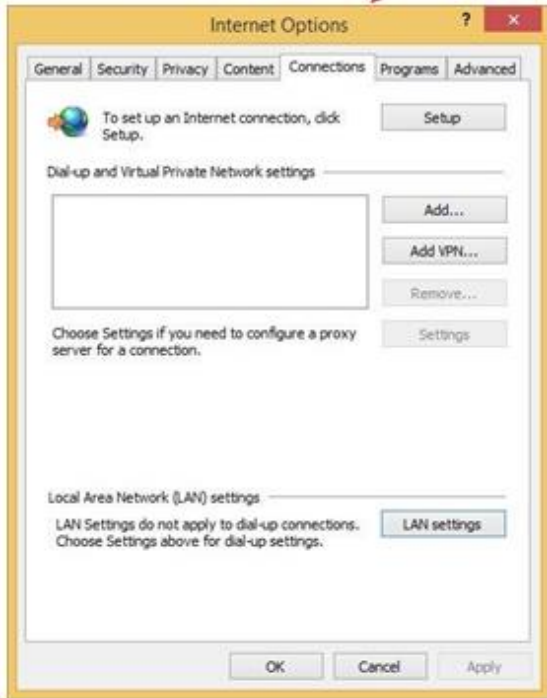 Internet Options
?
x
General Security Privacy Content Connections Programs Advanced
To set up an Internet connection, click
Setup.
Setup
Dial-up and Virtual Private Network settings
Add...
Add VPN...
Remove...
Choose Settings if you need to configure a proxy
server for a connection.
Settings
Local Area Network (LAN) settings
LAN Settings do not apply to dial-up connections.
Choose Settings above for dial-up settings.
LAN settings
OK
Cancel
Apply